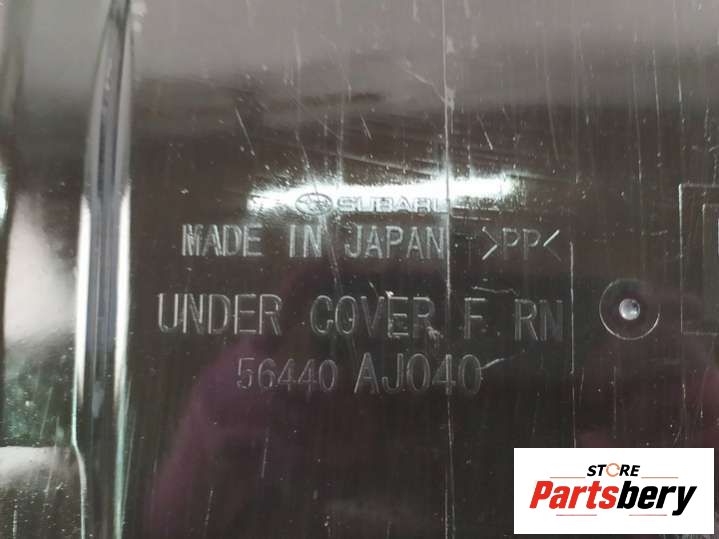 SUBARU
MADE IN JAPAN >PP<
UNDER COVER F RN
56440 AJ040
STORE
Partsbery